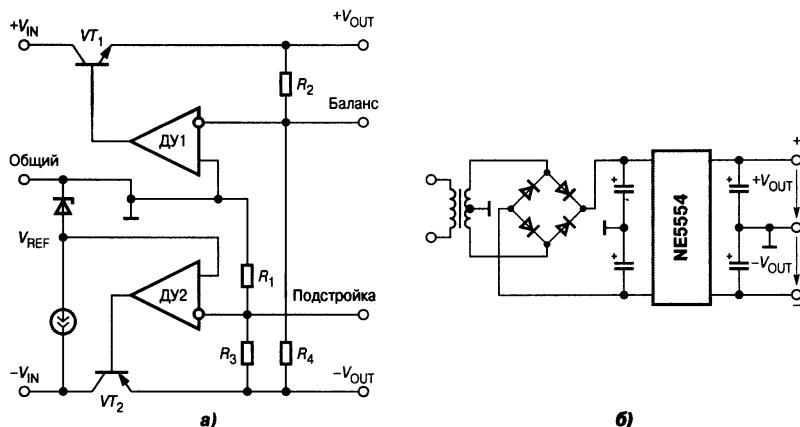 +V_IN
VT_1
+V_OUT
R_2
Баланс
ДУ1
Общий
V_REF
R_1
ДУ2
Подстройка
R_3
R_4
−V_IN
VT_2
−V_OUT
а)
+
+
+V_OUT
+
NE5554
+
+
−V_OUT
−
б)